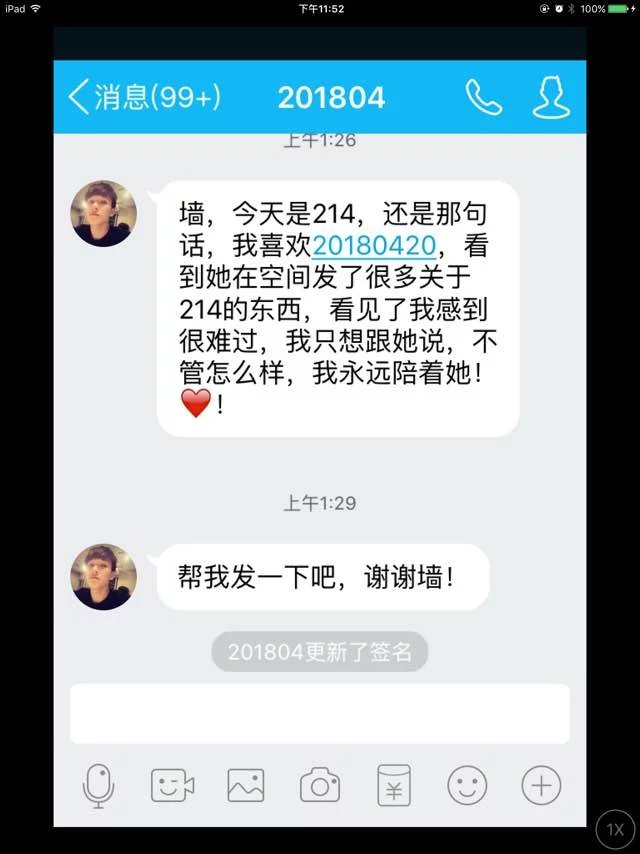 iPad 下午11:52 100%
消息(99+) 201804
上午1:26
墙，今天是214，还是那句
话，我喜欢20180420，看
到她在空间发了很多关于
214的东西，看见了我感到
很难过，我只想跟她说，不
管怎么样，我永远陪着她！
❤️！
上午1:29
帮我发一下吧，谢谢墙！
201804更新了签名
¥
1X